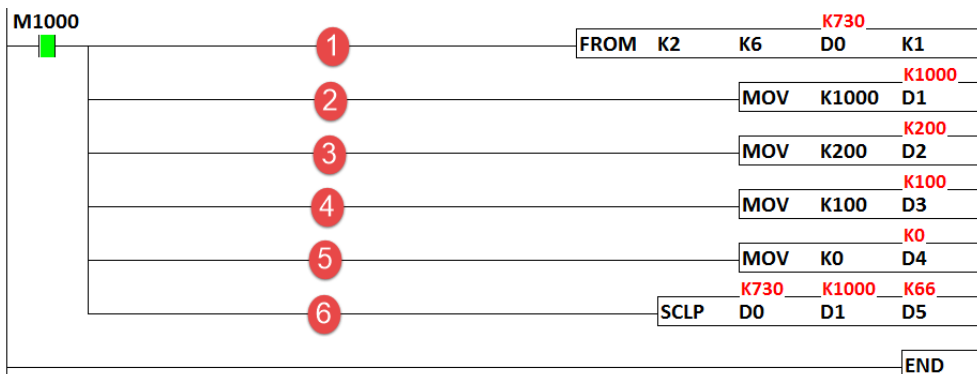 M1000
K730
1 FROM K2 K6 D0 K1
K1000
2 MOV K1000 D1
K200
3 MOV K200 D2
K100
4 MOV K100 D3
K0
5 MOV K0 D4
K730 K1000 K66
6 SCLP D0 D1 D5
END